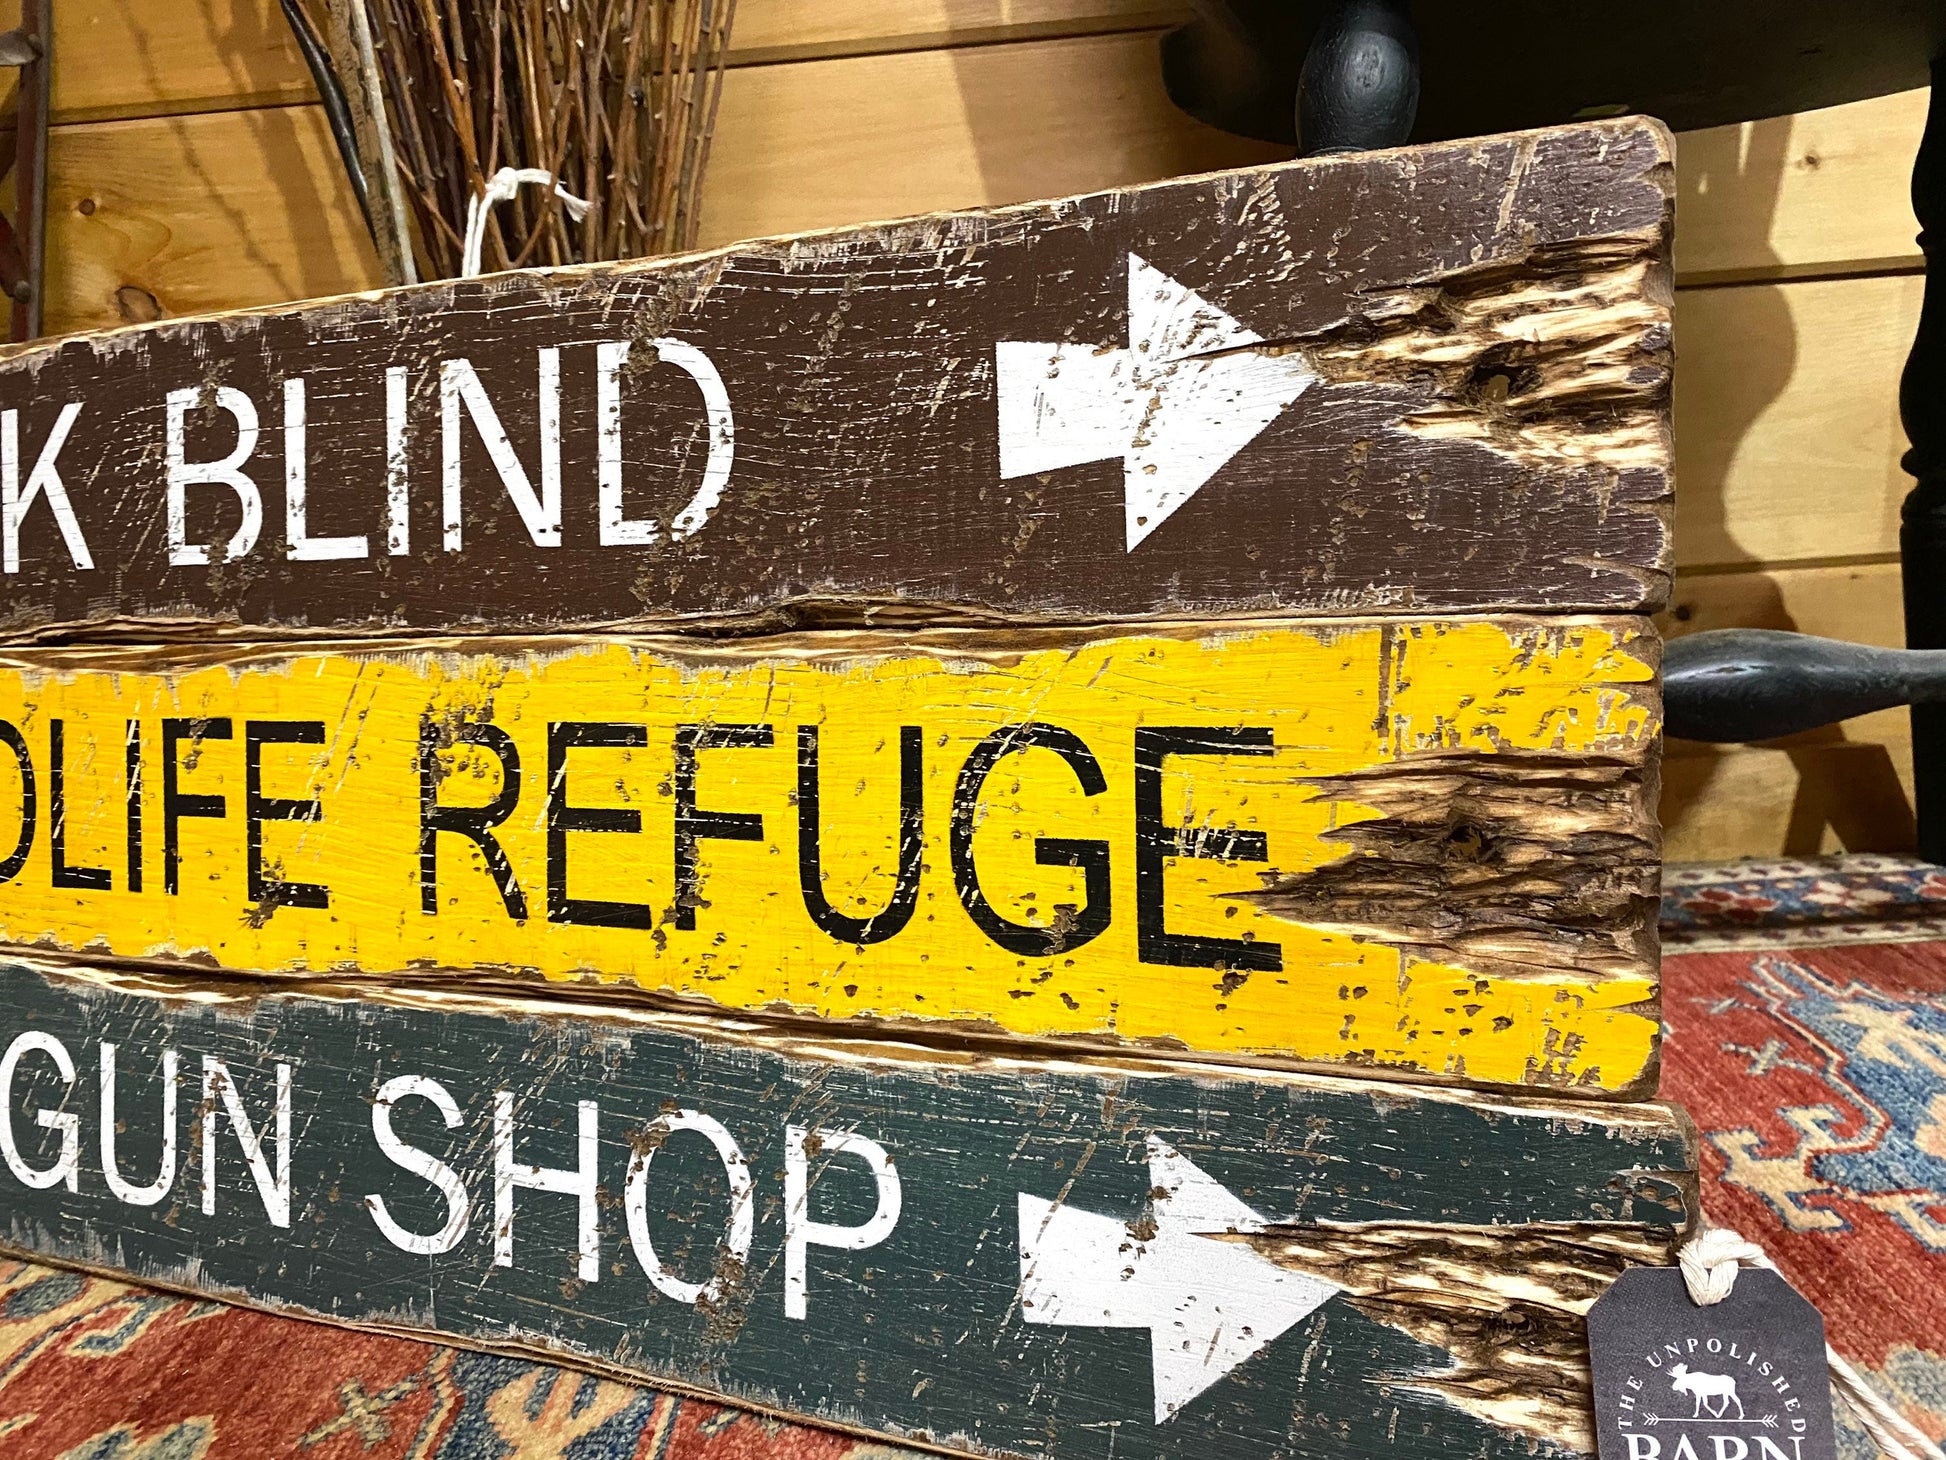 K BLIND
DLIFE REFUGE
GUN SHOP
THE UNPOLISHED
BARN